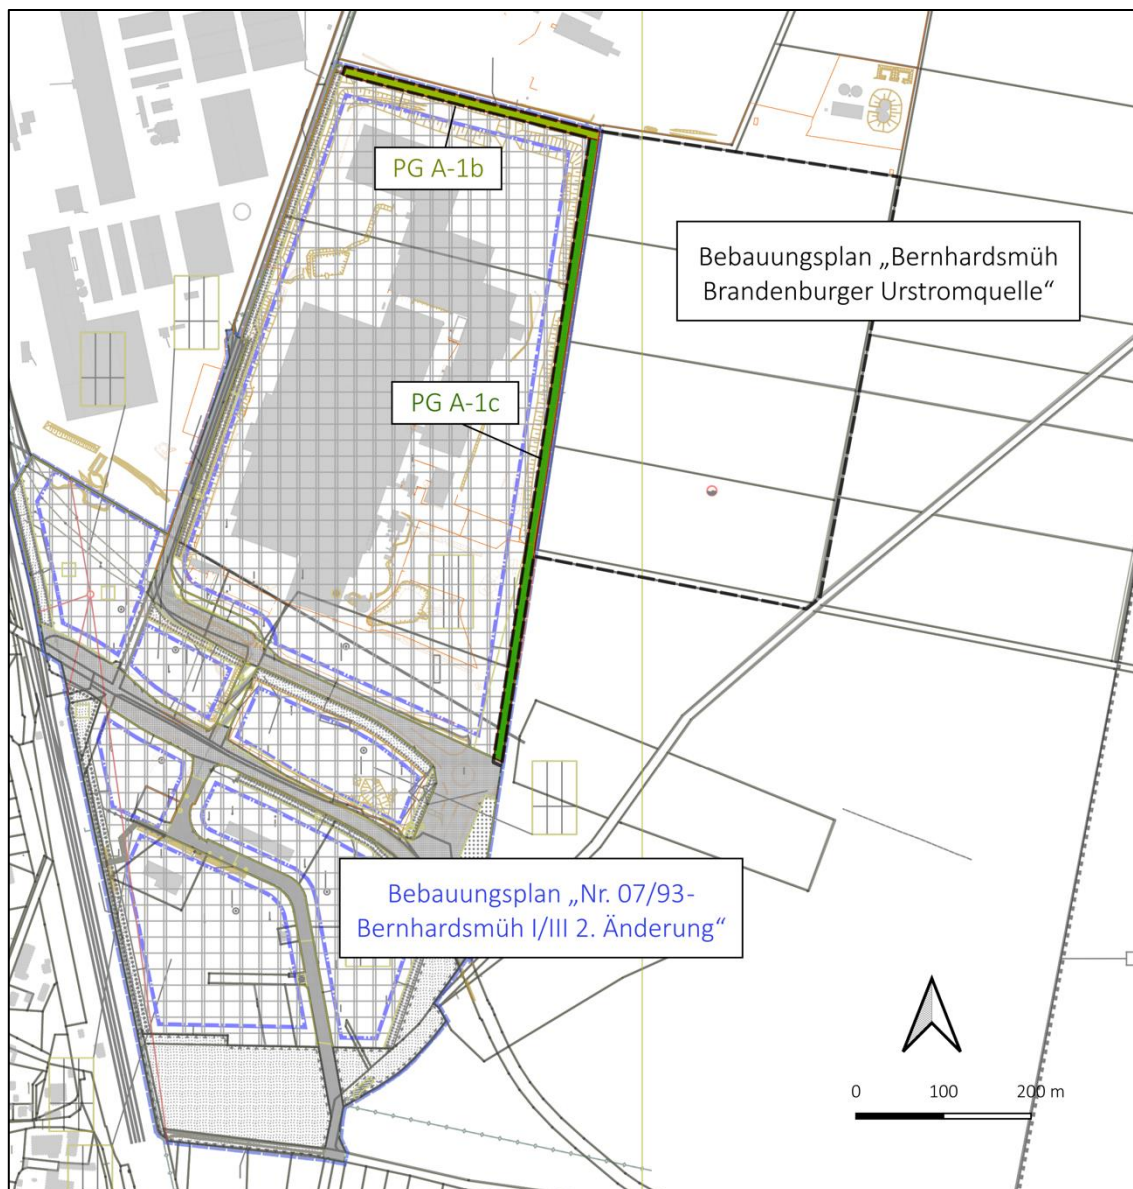 PG A-1b
Bebauungsplan „Bernhardsmüh
Brandenburger Urstromquelle“
PG A-1c
Bebauungsplan „Nr. 07/93-
Bernhardsmüh I/III 2. Änderung“
0 100 200 m